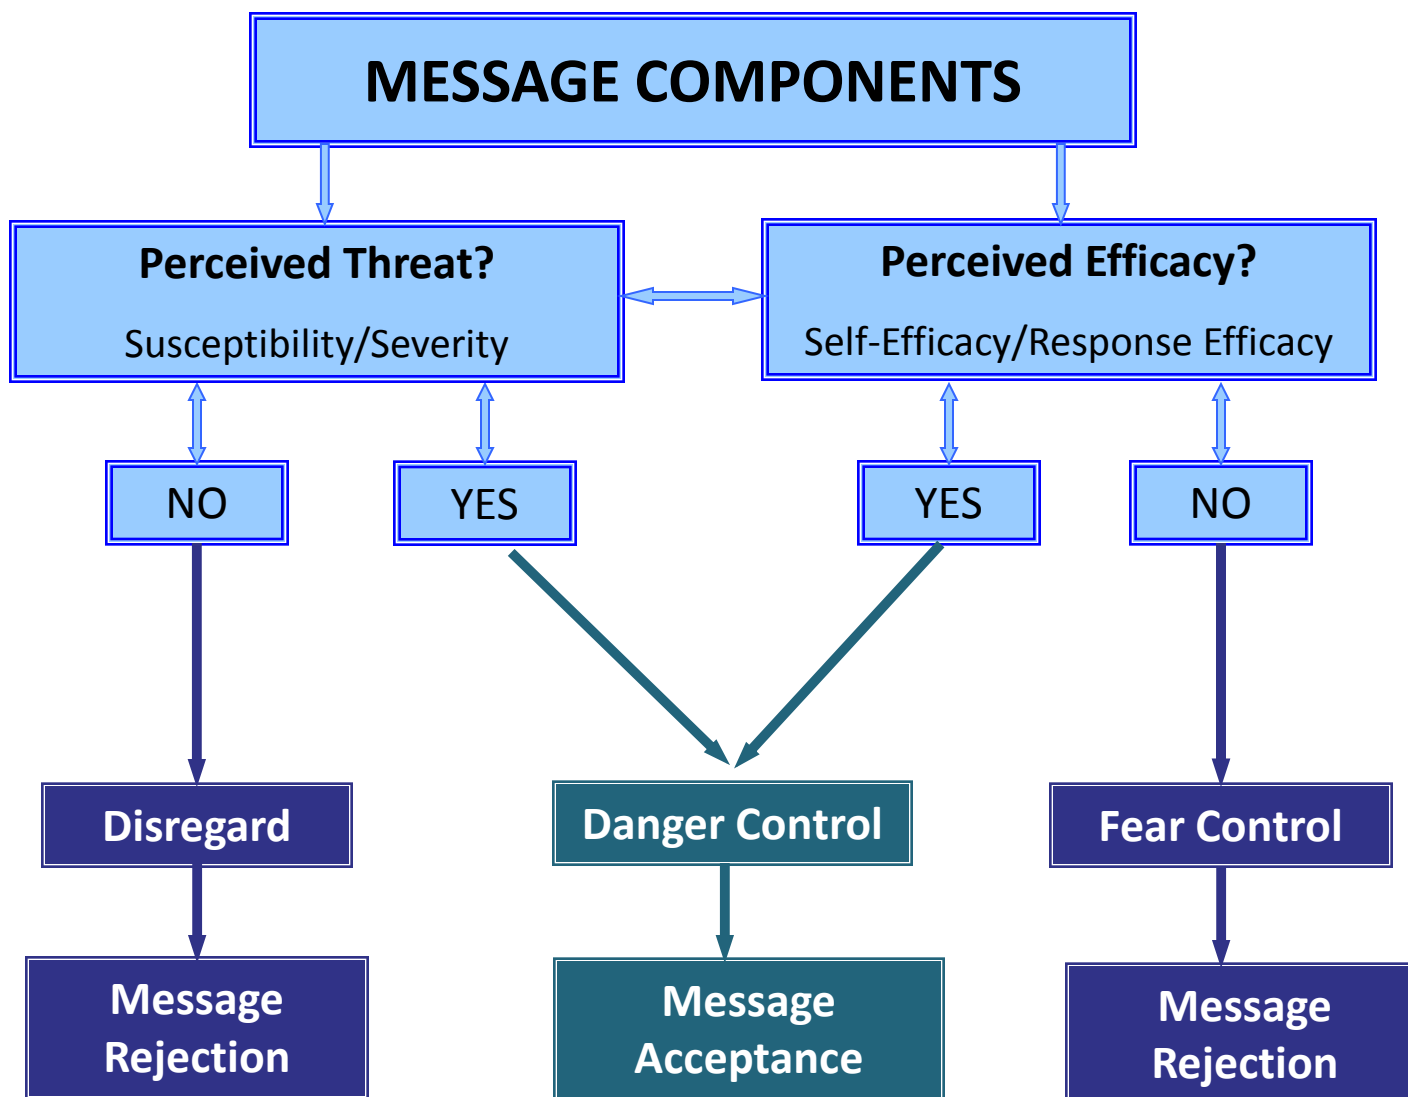 MESSAGE COMPONENTS
Perceived Threat?
Susceptibility/Severity
Perceived Efficacy?
Self-Efficacy/Response Efficacy
NO
YES
YES
NO
Disregard
Danger Control
Fear Control
Message
Rejection
Message
Acceptance
Message
Rejection